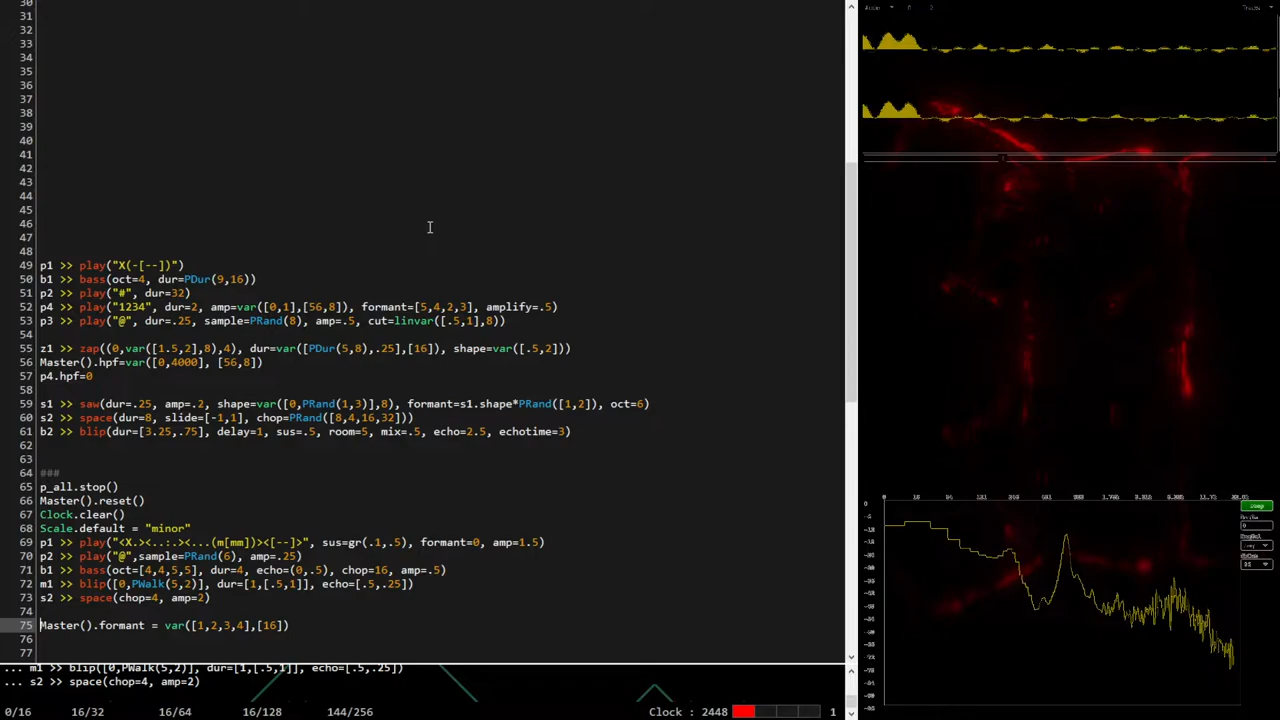 30
31
32
33
34
35
36
37
38
39
40
41
42
43
44
45
46
47
48
49 p1 >> play("X(-[--])")
50 b1 >> bass(oct=4, dur=PDur(9,16))
51 p2 >> play("#", dur=32)
52 p4 >> play("1234", dur=2, amp=var([0,1],[56,8]), formant=[5,4,2,3], amplify=.5)
53 p3 >> play("@", dur=.25, sample=PRand(8), amp=.5, cut=linvar([.5,1],8))
54
55 z1 >> zap((0,var([1.5,2],8),4), dur=var([PDur(5,8),.25],[16]), shape=var([.5,2]))
56 Master().hpf=var([0,4000], [56,8])
57 p4.hpf=0
58
59 s1 >> saw(dur=.25, amp=.2, shape=var([0,PRand(1,3)],8), formant=s1.shape*PRand([1,2]), oct=6)
60 s2 >> space(dur=8, slide=[-1,1], chop=PRand([8,4,16,32]))
61 b2 >> blip(dur=[3.25,.75], delay=1, sus=.5, room=5, mix=.5, echo=2.5, echotime=3)
62
63
64 ###
65 p_all.stop()
66 Master().reset()
67 Clock.clear()
68 Scale.default = "minor"
69 p1 >> play("<X.><..:.><...(m[mm])><[--]>", sus=gr(.1,.5), formant=0, amp=1.5)
70 p2 >> play("@",sample=PRand(6), amp=.25)
71 b1 >> bass(oct=[4,4,5,5], dur=4, echo=(0,.5), chop=16, amp=.5)
72 m1 >> blip([0,PWalk(5,2)], dur=[1,[.5,1]], echo=[.5,.25])
73 s2 >> space(chop=4, amp=2)
74
75 Master().formant = var([1,2,3,4],[16])
76
77
... m1 >> blip([0,PWalk(5,2)], dur=[1,[.5,1]], echo=[.5,.25])
... s2 >> space(chop=4, amp=2)
0/16 16/32 16/64 16/128 144/256 Clock : 2448 1